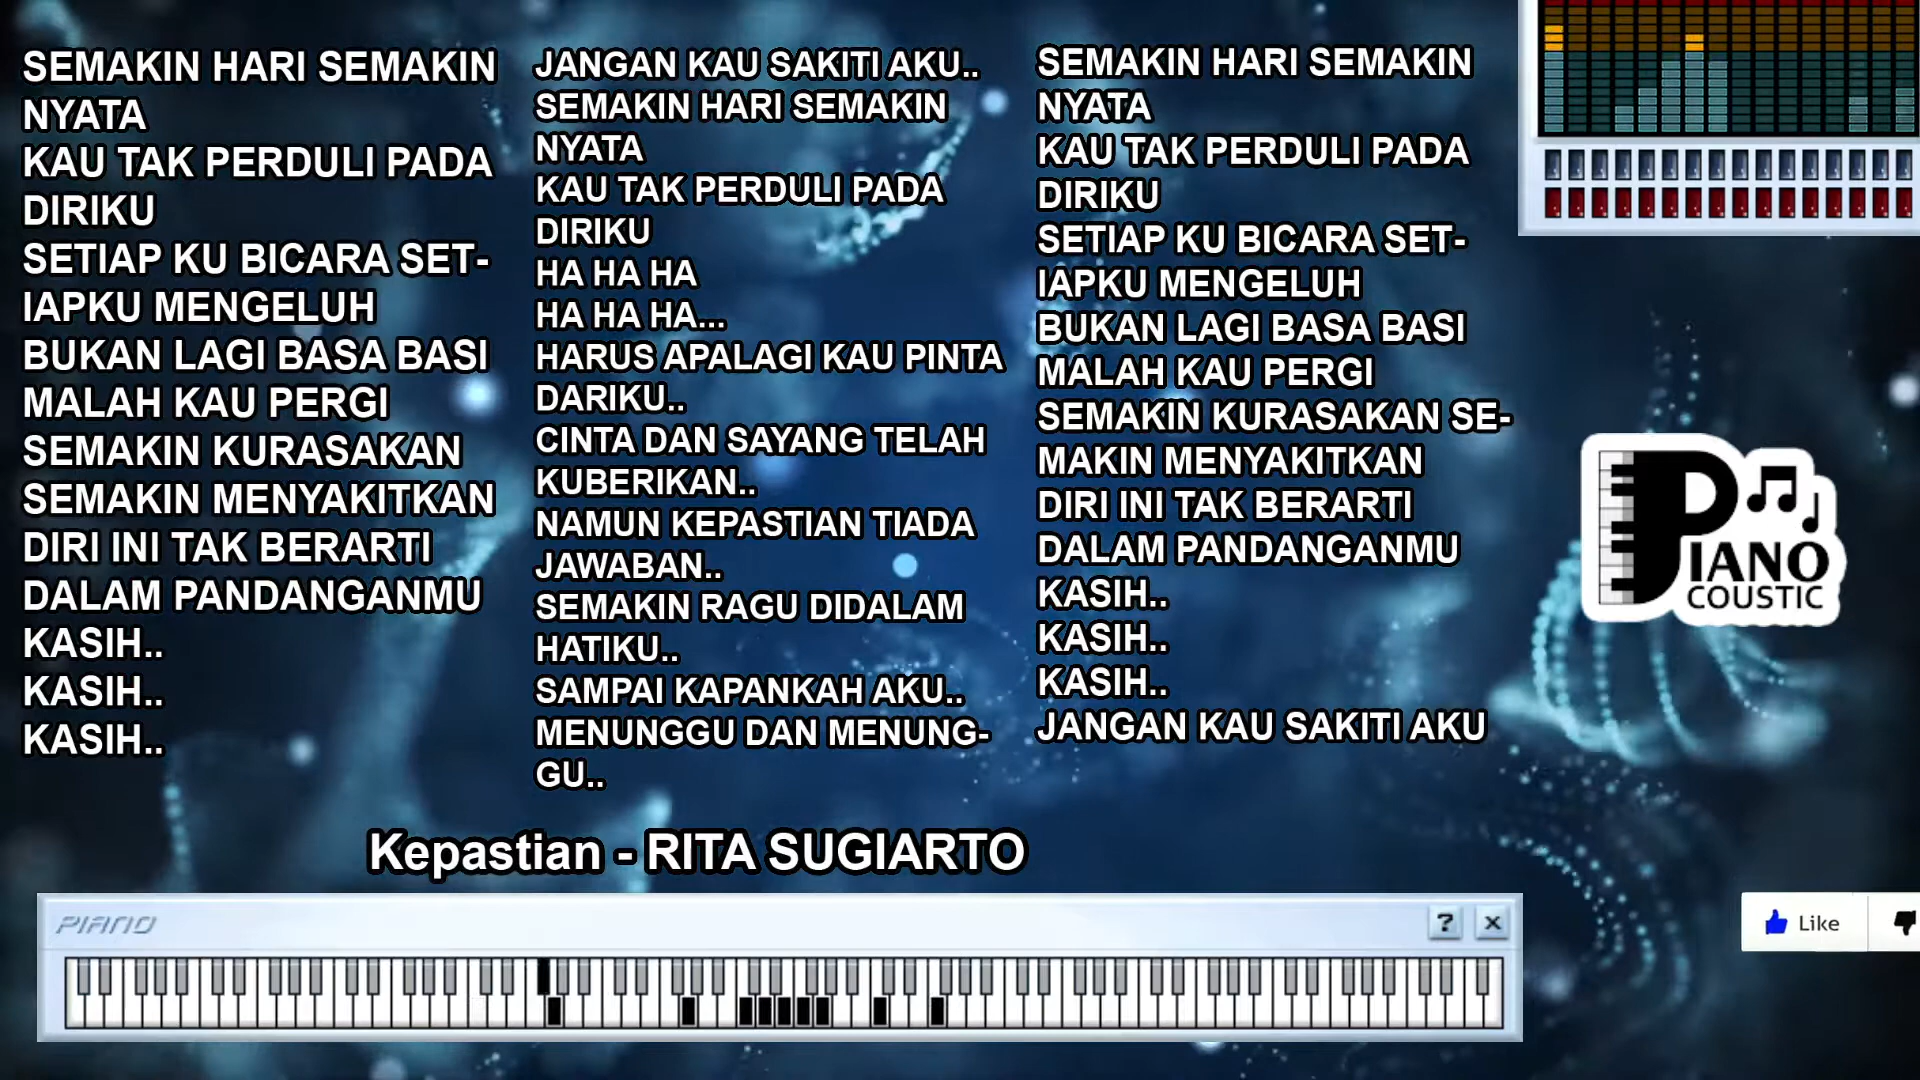 SEMAKIN HARI SEMAKIN
NYATA
KAU TAK PERDULI PADA
DIRIKU
SETIAP KU BICARA SET-
IAPKU MENGELUH
BUKAN LAGI BASA BASI
MALAH KAU PERGI
SEMAKIN KURASAKAN
SEMAKIN MENYAKITKAN
DIRI INI TAK BERARTI
DALAM PANDANGANMU
KASIH..
KASIH..
KASIH..
JANGAN KAU SAKITI AKU..
SEMAKIN HARI SEMAKIN
NYATA
KAU TAK PERDULI PADA
DIRIKU
HA HA HA
HA HA HA...
HARUS APALAGI KAU PINTA
DARIKU..
CINTA DAN SAYANG TELAH
KUBERIKAN..
NAMUN KEPASTIAN TIADA
JAWABAN..
SEMAKIN RAGU DIDALAM
HATIKU..
SAMPAI KAPANKAH AKU..
MENUNGGU DAN MENUNG-
GU..
SEMAKIN HARI SEMAKIN
NYATA
KAU TAK PERDULI PADA
DIRIKU
SETIAP KU BICARA SET-
IAPKU MENGELUH
BUKAN LAGI BASA BASI
MALAH KAU PERGI
SEMAKIN KURASAKAN SE-
MAKIN MENYAKITKAN
DIRI INI TAK BERARTI
DALAM PANDANGANMU
KASIH..
KASIH..
KASIH..
JANGAN KAU SAKITI AKU
PIANO
COUSTIC
Kepastian - RITA SUGIARTO
PIANO
? X
Like